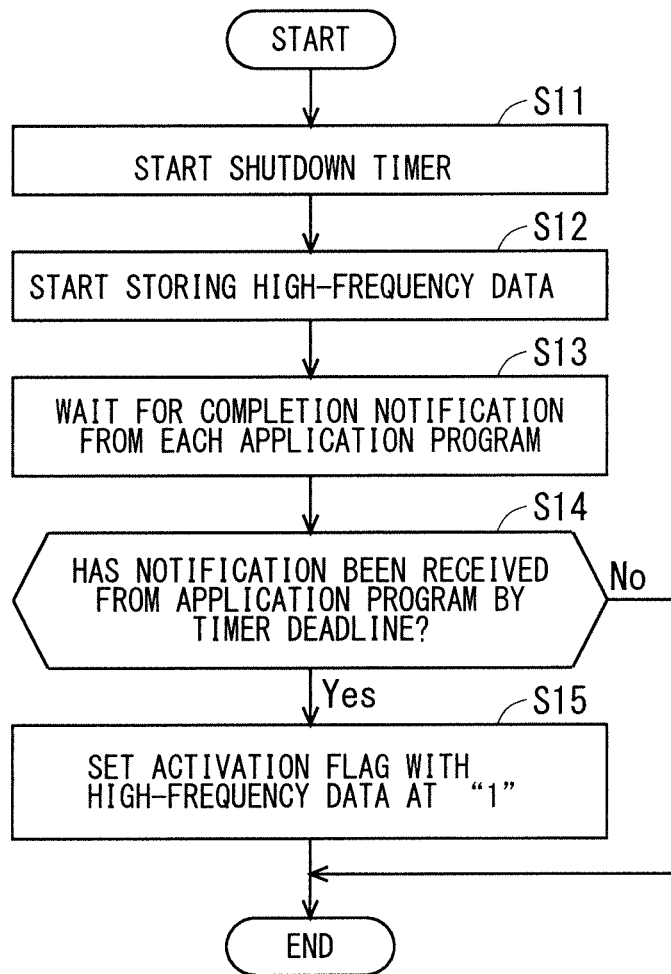 START
S11
START SHUTDOWN TIMER
S12
START STORING HIGH-FREQUENCY DATA
S13
WAIT FOR COMPLETION NOTIFICATION
FROM EACH APPLICATION PROGRAM
S14
HAS NOTIFICATION BEEN RECEIVED
FROM APPLICATION PROGRAM BY
TIMER DEADLINE?
No
Yes
S15
SET ACTIVATION FLAG WITH
HIGH-FREQUENCY DATA AT “1”
END